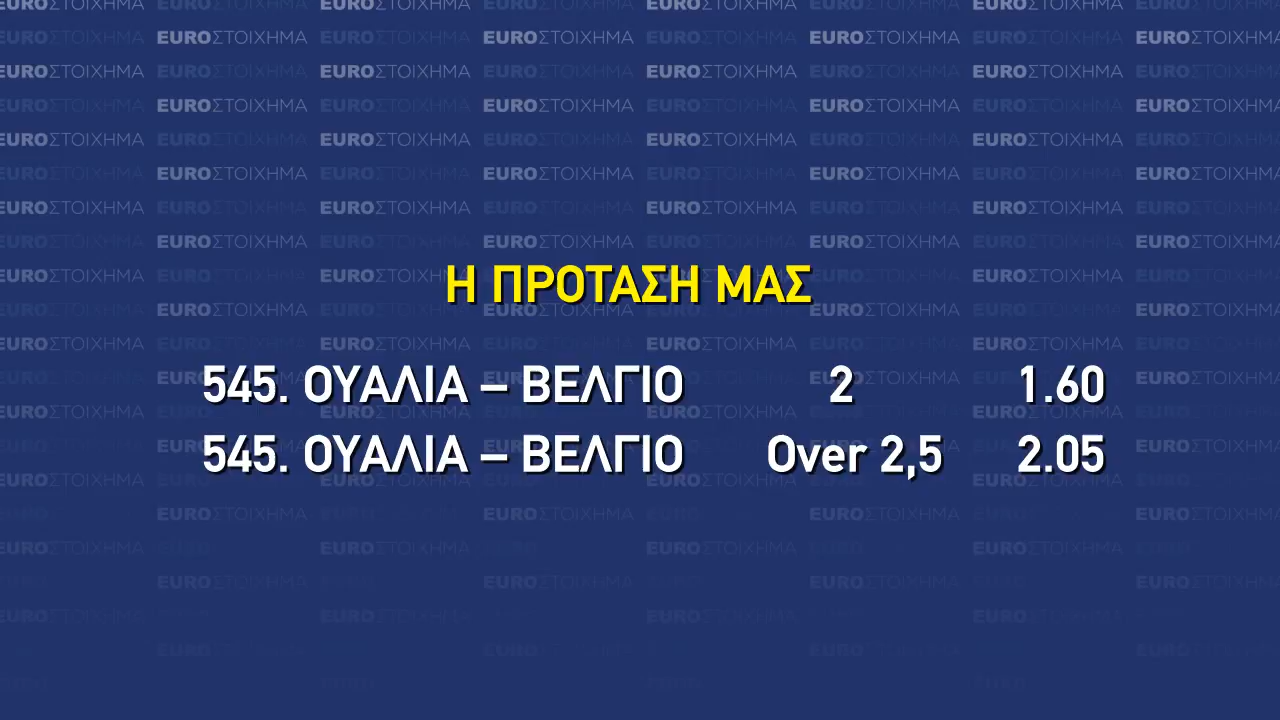 Η ΠΡΟΤΑΣΗ ΜΑΣ
545. ΟΥΑΛΙΑ – ΒΕΛΓΙΟ 2 1.60
545. ΟΥΑΛΙΑ – ΒΕΛΓΙΟ Over 2,5 2.05
EUROΣΤΟΙΧΗΜΑ